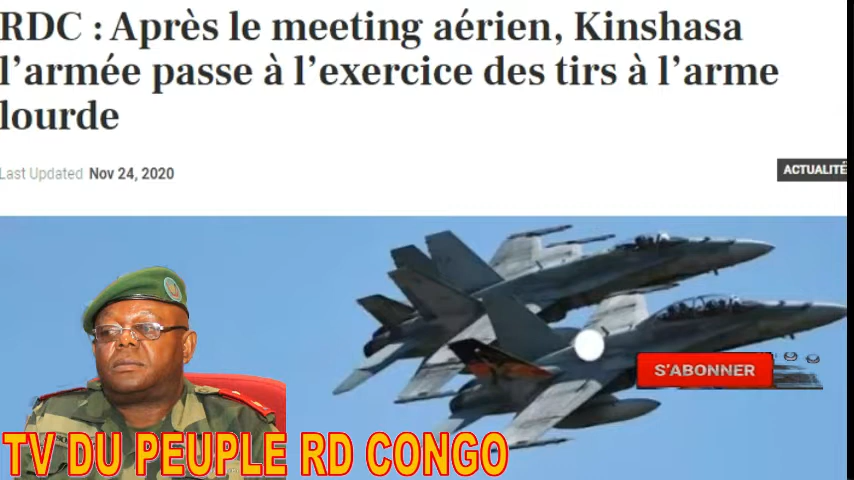 RDC : Après le meeting aérien, Kinshasa
l'armée passe à l'exercice des tirs à l'arme
lourde
Last Updated Nov 24, 2020
ACTUALITÉ
S'ABONNER
TV DU PEUPLE RD CONGO